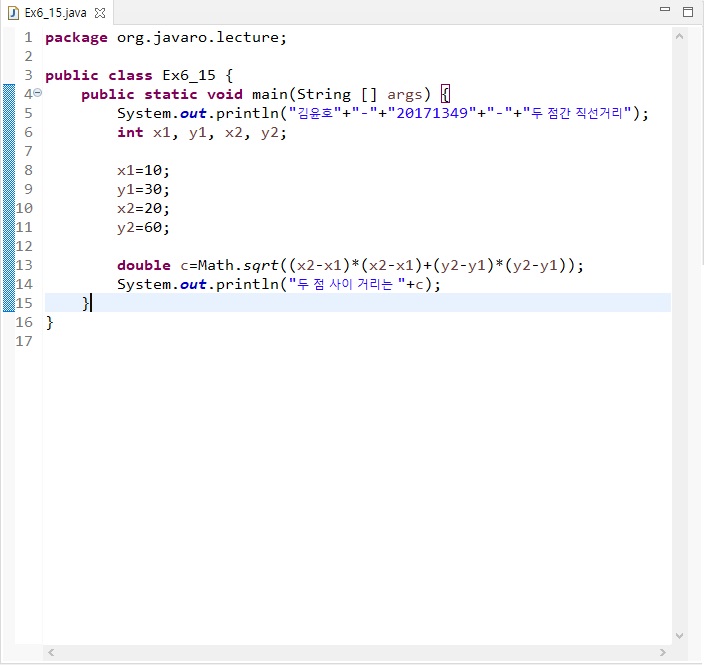 Ex6_15.java
1 package org.javaro.lecture;
2
3 public class Ex6_15 {
4 public static void main(String [] args) {
5 System.out.println("김윤호"+"-"+"20171349"+"-"+"두 점간 직선거리");
6 int x1, y1, x2, y2;
7
8 x1=10;
9 y1=30;
10 x2=20;
11 y2=60;
12
13 double c=Math.sqrt((x2-x1)*(x2-x1)+(y2-y1)*(y2-y1));
14 System.out.println("두 점 사이 거리는 "+c);
15 }
16 }
17